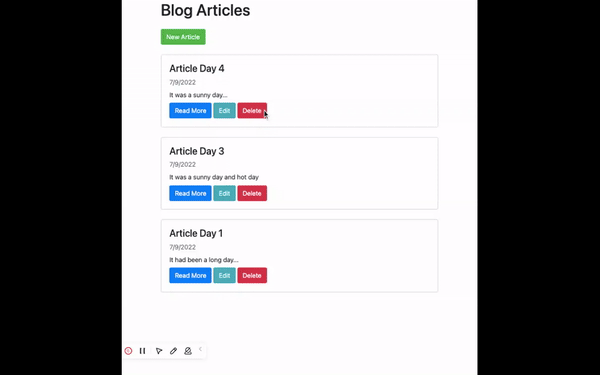 Blog Articles
New Article
Article Day 4
7/9/2022
It was a sunny day...
Read More Edit Delete
Article Day 3
7/9/2022
It was a sunny day and hot day
Read More Edit Delete
Article Day 1
7/9/2022
It had been a long day...
Read More Edit Delete